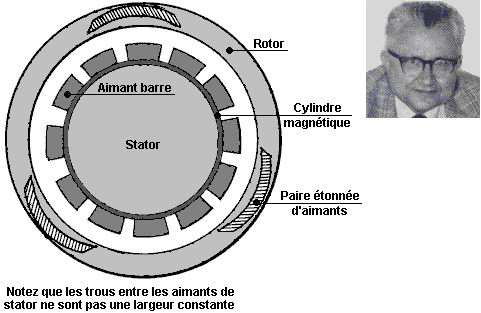 Rotor
Aimant barre
Cylindre
magnétique
Stator
Paire étonnée
d'aimants
Notez que les trous entre les aimants de
stator ne sont pas une largeur constante